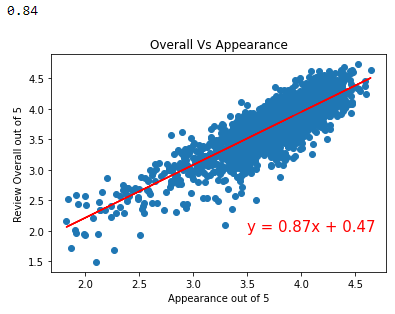 0.84
Overall Vs Appearance
Review Overall out of 5
4.5
4.0
3.5
3.0
2.5
2.0
1.5
y = 0.87x + 0.47
2.0 2.5 3.0 3.5 4.0 4.5
Appearance out of 5